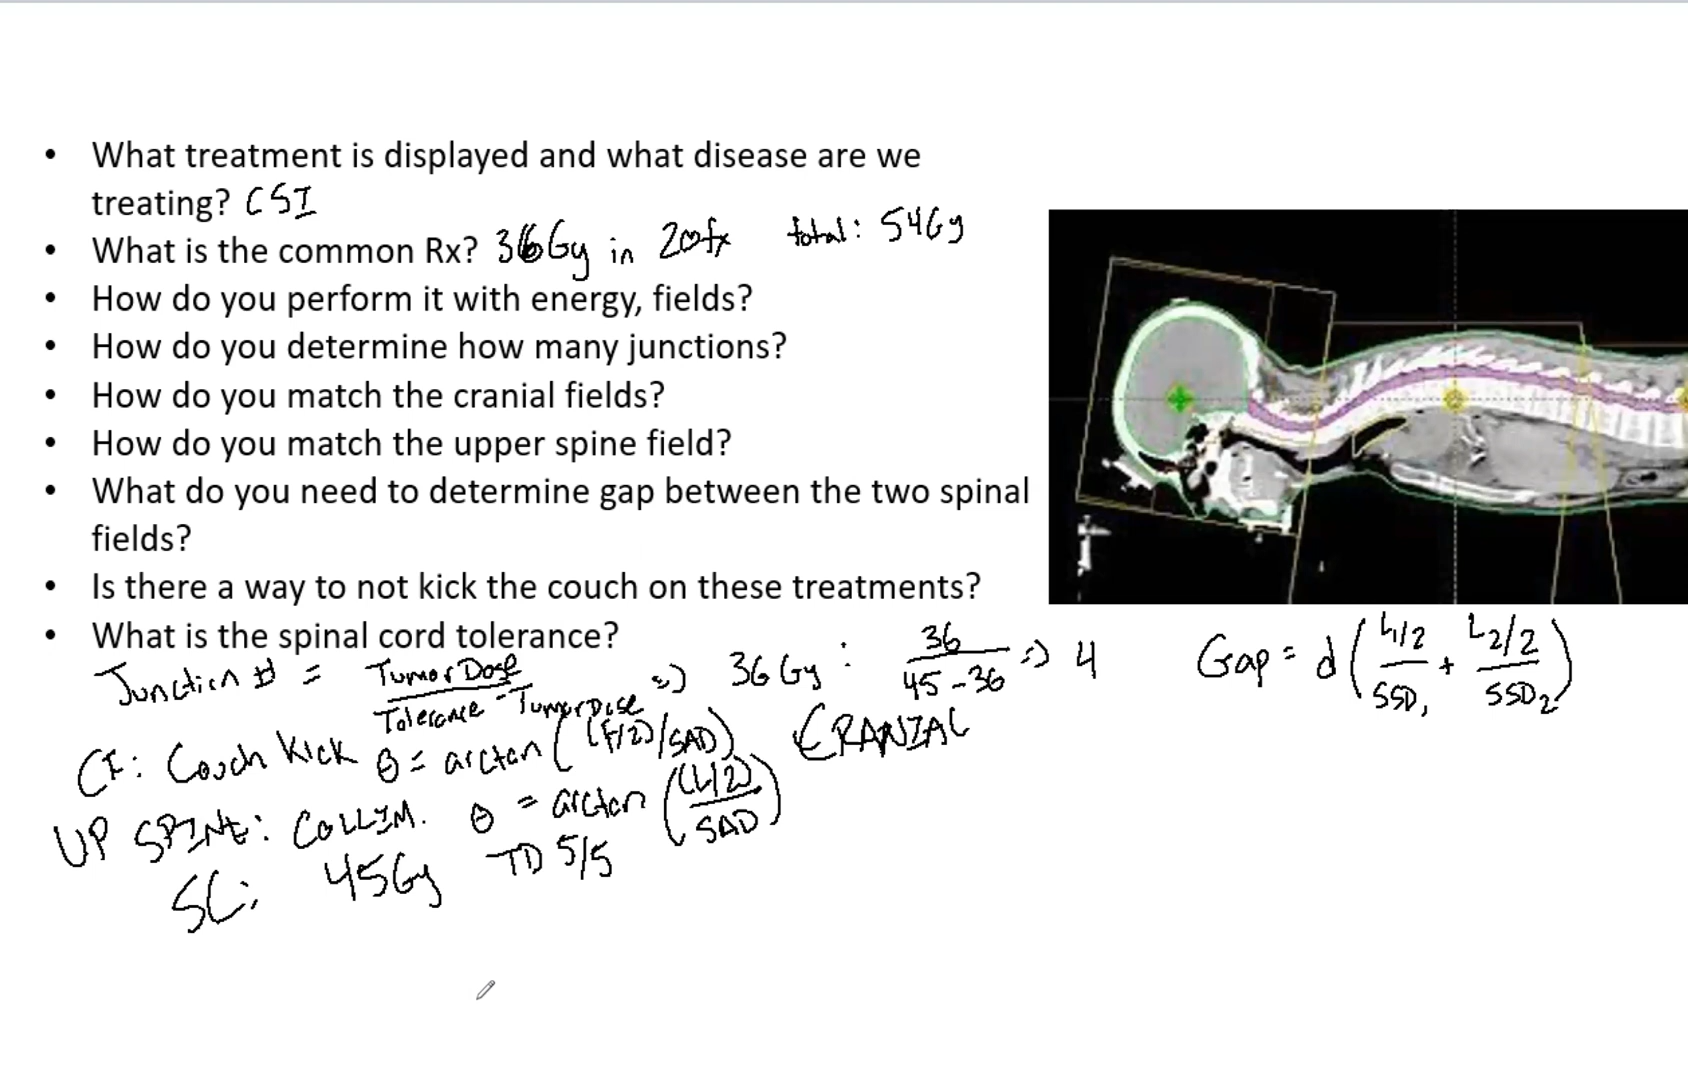 • What treatment is displayed and what disease are we
treating? CSI
• What is the common Rx? 36Gy in 20fx total: 54Gy
• How do you perform it with energy, fields?
• How do you determine how many junctions?
• How do you match the cranial fields?
• How do you match the upper spine field?
• What do you need to determine gap between the two spinal
fields?
• Is there a way to not kick the couch on these treatments?
• What is the spinal cord tolerance?
Junction # = Tumor Dose / Tolerance - Tumor Dose => 36Gy: 36 / 45-36 => 4
Gap = d(L1/2 / SSD1 + L2/2 / SSD2)
CF: Couch Kick θ = arctan((F/2)/SAD) CRANIAL
UP SPINE: COLLIM. θ = arctan((L/2) / SAD)
SC: 45Gy TD 5/5